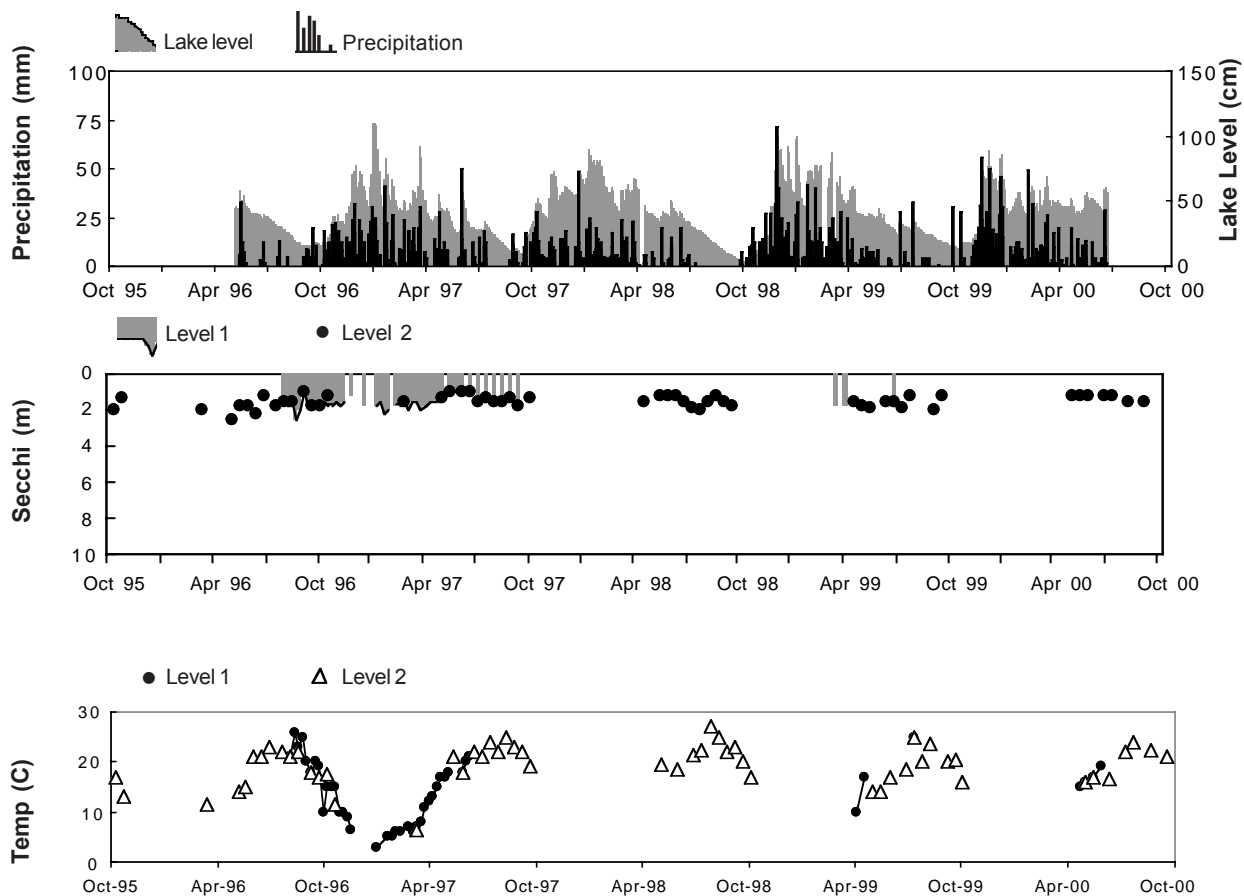 Lake level Precipitation
Precipitation (mm)
Lake Level (cm)
100 150
75 100
50
25 50
0 0
Oct 95 Apr 96 Oct 96 Apr 97 Oct 97 Apr 98 Oct 98 Apr 99 Oct 99 Apr 00 Oct 00
Level 1 Level 2
Secchi (m)
0
2
4
6
8
10
Oct 95 Apr 96 Oct 96 Apr 97 Oct 97 Apr 98 Oct 98 Apr 99 Oct 99 Apr 00 Oct 00
Level 1 Level 2
Temp (C)
30
20
10
0
Oct-95 Apr-96 Oct-96 Apr-97 Oct-97 Apr-98 Oct-98 Apr-99 Oct-99 Apr-00 Oct-00